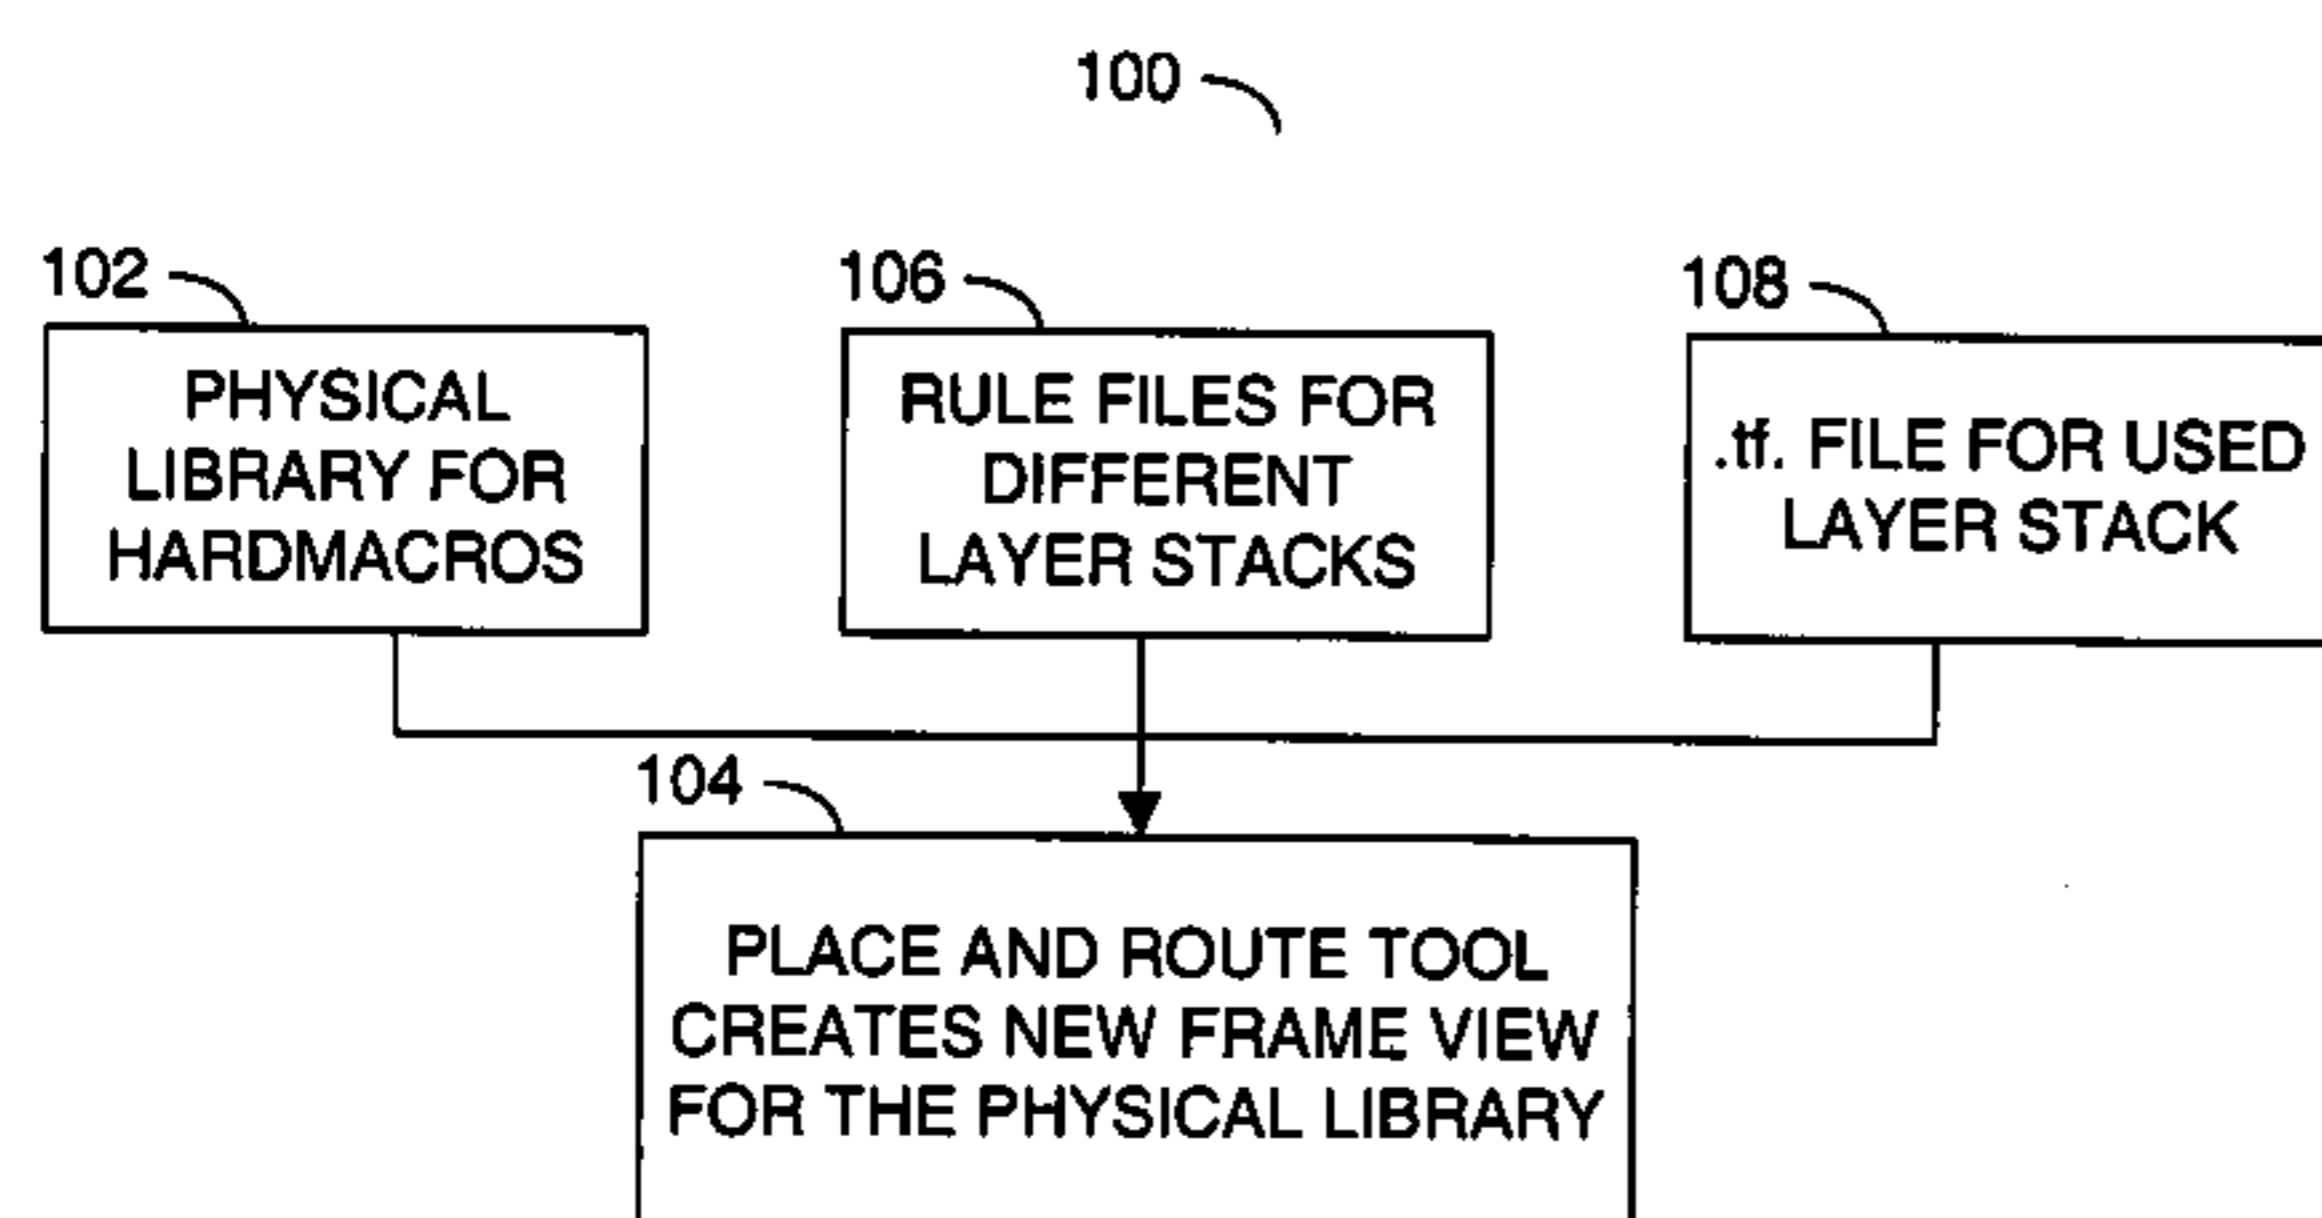 100
102
PHYSICAL
LIBRARY FOR
HARDMACROS
106
RULE FILES FOR
DIFFERENT
LAYER STACKS
108
.tf. FILE FOR USED
LAYER STACK
104
PLACE AND ROUTE TOOL
CREATES NEW FRAME VIEW
FOR THE PHYSICAL LIBRARY